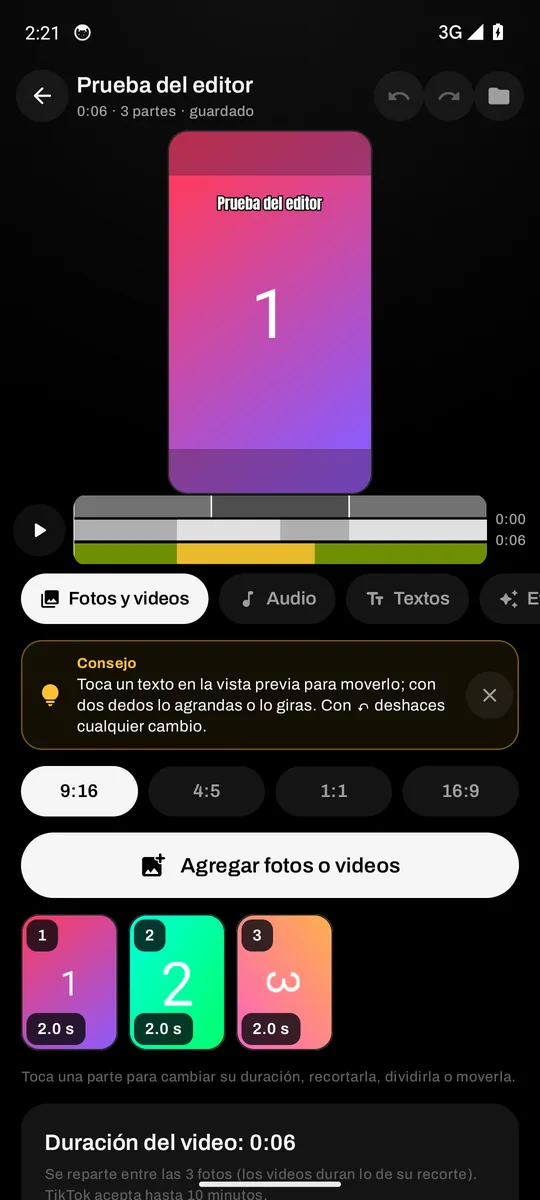 2:21
3G
Prueba del editor
0:06 · 3 partes · guardado
Prueba del editor
1
0:00
0:06
Fotos y videos
Audio
Textos
Consejo
Toca un texto en la vista previa para moverlo; con
dos dedos lo agrandas o lo giras. Con ↶ deshaces
cualquier cambio.
9:16
4:5
1:1
16:9
Agregar fotos o videos
1
1
2.0 s
2
2
2.0 s
3
3
2.0 s
Toca una parte para cambiar su duración, recortarla, dividirla o moverla.
Duración del video: 0:06
Se reparte entre las 3 fotos (los videos duran lo de su recorte).
TikTok acepta hasta 10 minutos.